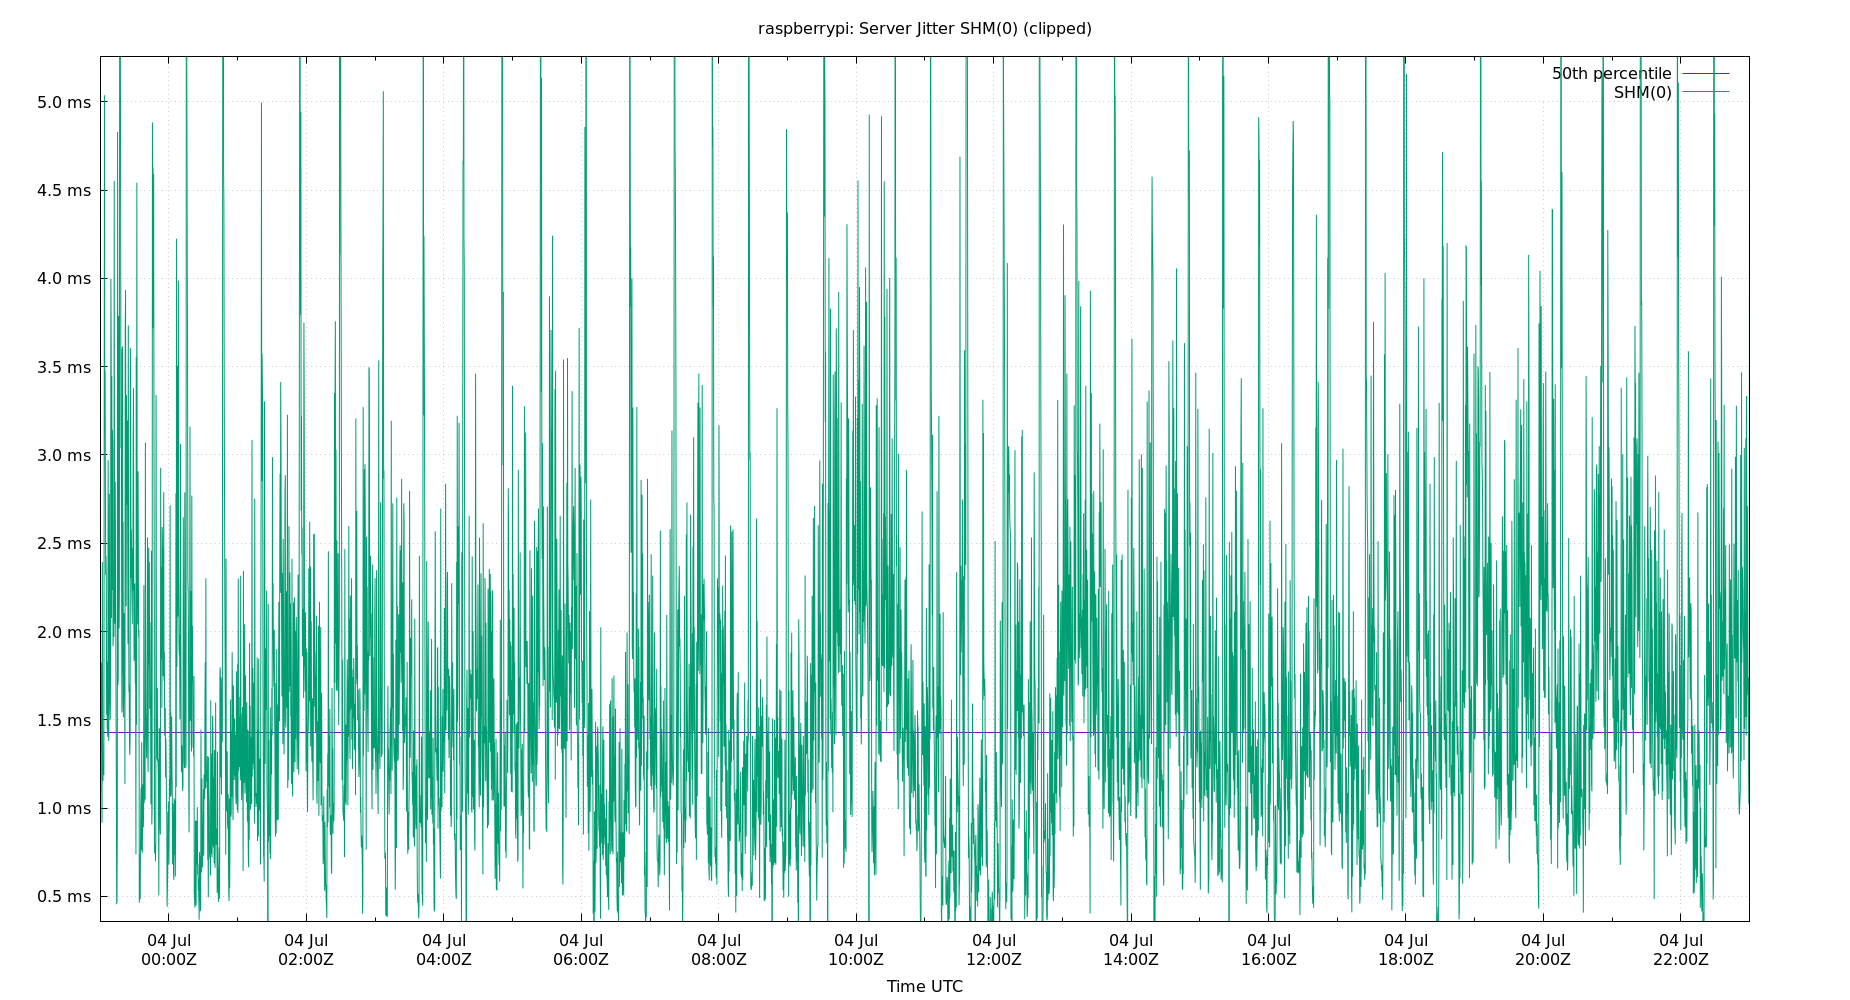 raspberrypi: Server Jitter SHM(0) (clipped)
50th percentile
SHM(0)
5.0 ms
4.5 ms
4.0 ms
3.5 ms
3.0 ms
2.5 ms
2.0 ms
1.5 ms
1.0 ms
0.5 ms
04 Jul 04 Jul 04 Jul 04 Jul 04 Jul 04 Jul 04 Jul 04 Jul 04 Jul 04 Jul 04 Jul 04 Jul
00:00Z 02:00Z 04:00Z 06:00Z 08:00Z 10:00Z 12:00Z 14:00Z 16:00Z 18:00Z 20:00Z 22:00Z
Time UTC